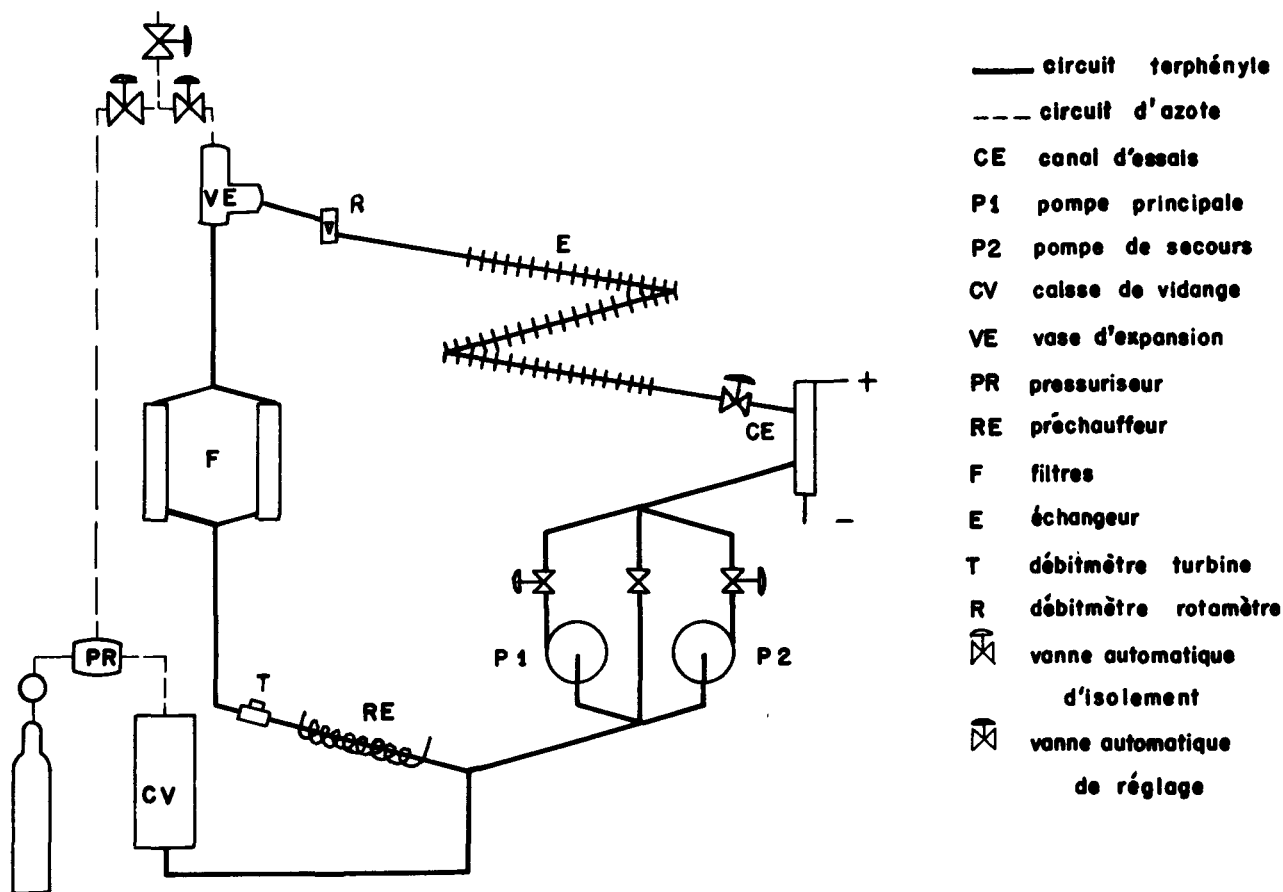 VE
R
E
+
CE
-
F
P1
P2
PR
T
RE
CV
circuit terphényle
circuit d'azote
CE canal d'essais
P1 pompe principale
P2 pompe de secours
CV caisse de vidange
VE vase d'expansion
PR pressuriseur
RE préchauffeur
F filtres
E échangeur
T débitmètre turbine
R débitmètre rotamètre
vanne automatique
d'isolement
vanne automatique
de réglage